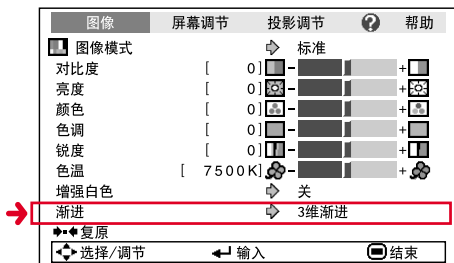 图像 屏幕调节 投影调节 ? 帮助
图像模式 标准
对比度 [ 0] - +
亮度 [ 0] - +
颜色 [ 0] - +
色调 [ 0] - +
锐度 [ 0] - +
色温 [ 7500K] - +
增强白色 关
渐进 3维渐进
复原
选择/调节 输入 结束